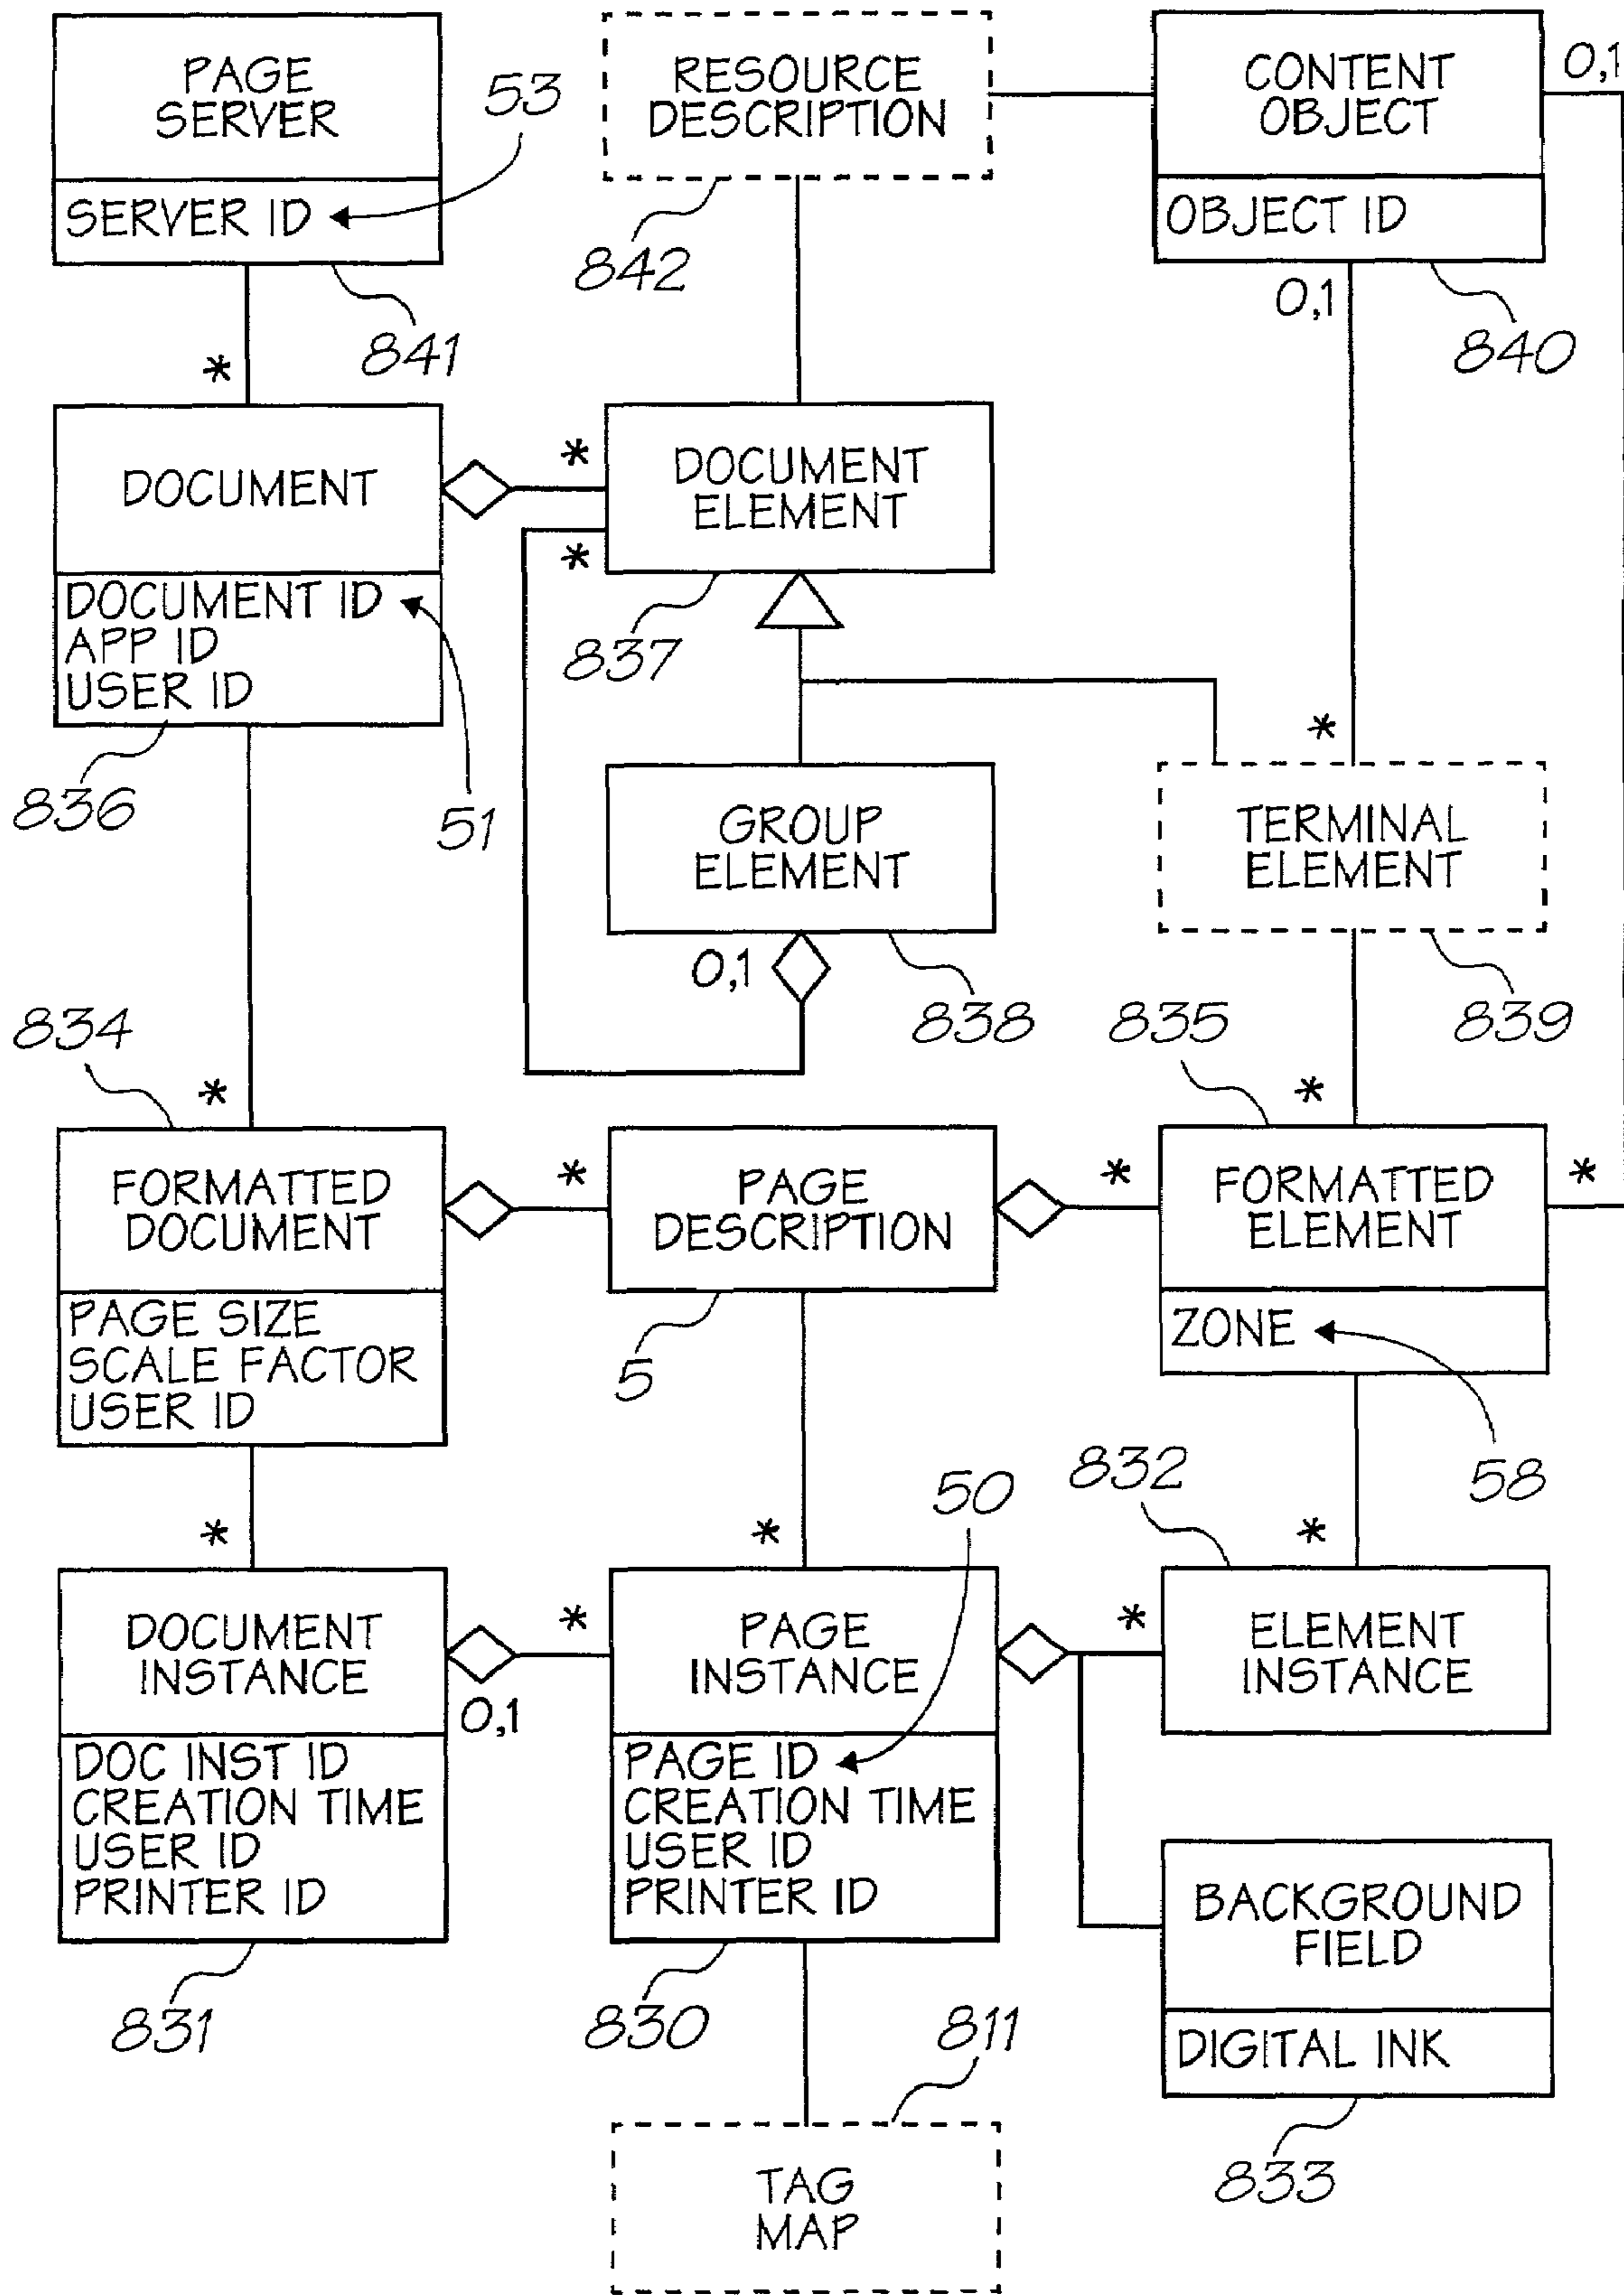 PAGE
SERVER
SERVER ID
53
841
RESOURCE
DESCRIPTION
842
CONTENT
OBJECT
OBJECT ID
840
0,1
0,1
*
DOCUMENT
DOCUMENT ID
APP ID
USER ID
836
51
*
*
DOCUMENT
ELEMENT
837
GROUP
ELEMENT
0,1
838
*
TERMINAL
ELEMENT
839
834
*
FORMATTED
DOCUMENT
PAGE SIZE
SCALE FACTOR
USER ID
*
PAGE
DESCRIPTION
5
835
*
*
*
FORMATTED
ELEMENT
ZONE
58
*
DOCUMENT
INSTANCE
DOC INST ID
CREATION TIME
USER ID
PRINTER ID
831
0,1
*
*
50
PAGE
INSTANCE
PAGE ID
CREATION TIME
USER ID
PRINTER ID
830
832
*
*
ELEMENT
INSTANCE
BACKGROUND
FIELD
DIGITAL INK
833
811
TAG
MAP